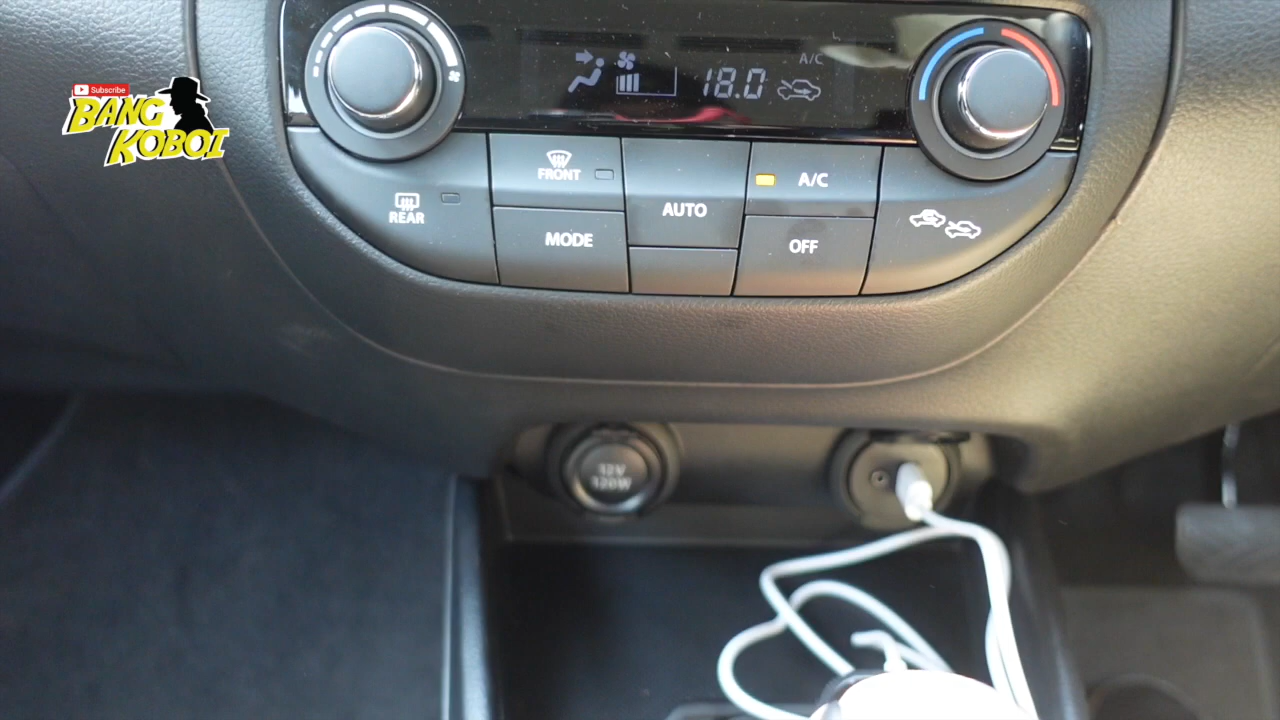 Subscribe
BANG
KOBOI
A/C
18.0
FRONT
A/C
REAR
AUTO
MODE
OFF
12V
120W